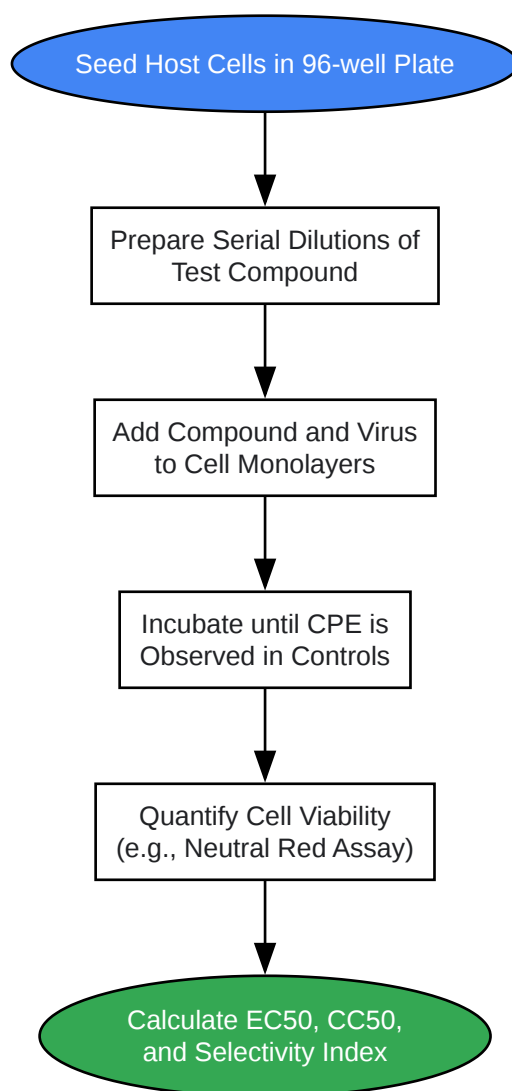 Seed Host Cells in 96-well Plate
Prepare Serial Dilutions of
Test Compound
Add Compound and Virus
to Cell Monolayers
Incubate until CPE is
Observed in Controls
Quantify Cell Viability
(e.g., Neutral Red Assay)
Calculate EC50, CC50,
and Selectivity Index